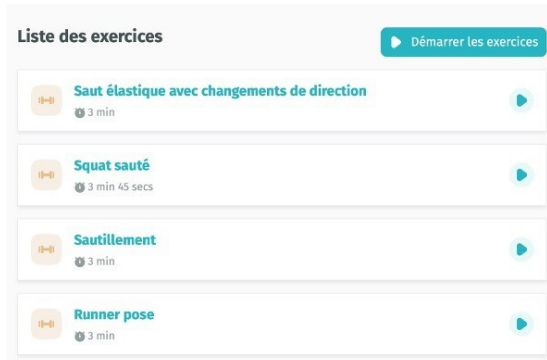 Liste des exercices
Démarrer les exercices
Saut élastique avec changements de direction
3 min
Squat sauté
3 min 45 secs
Sautillement
3 min
Runner pose
3 min